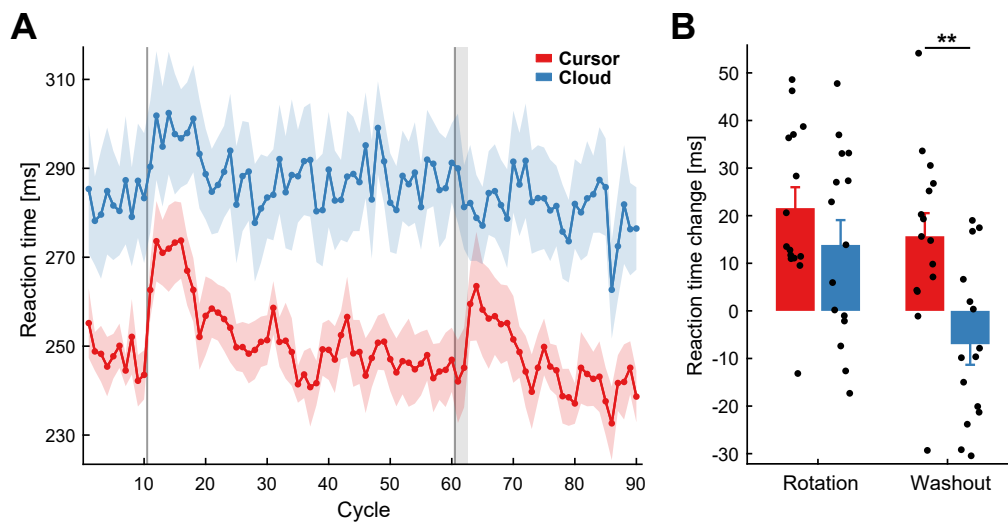 A
Reaction time [ms]
310
290
270
250
230
10
20
30
40
50
60
70
80
90
Cycle
Cursor
Cloud
B
Reaction time change [ms]
50
40
30
20
10
0
-10
-20
-30
**
Rotation
Washout